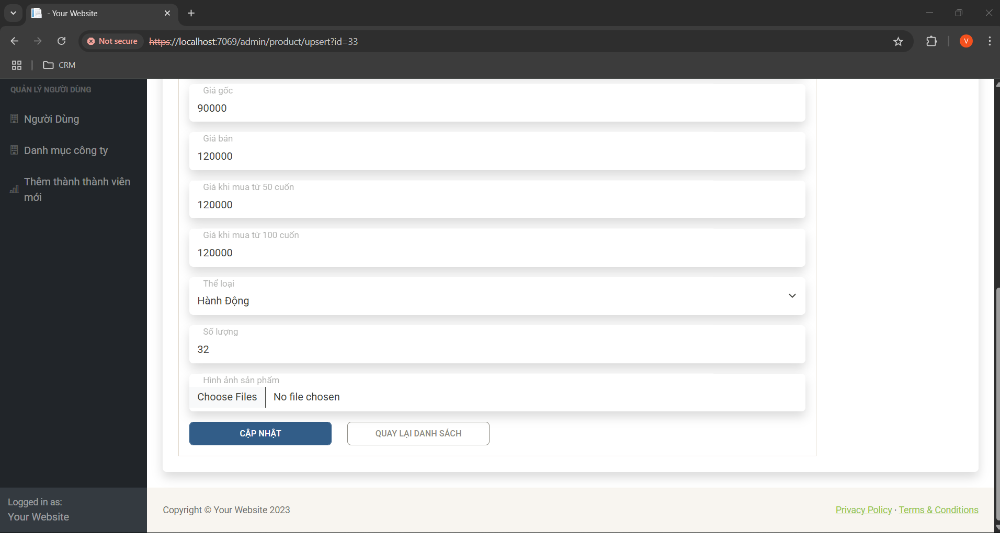 - Your Website
Not secure
https://localhost:7069/admin/product/upsert?id=33
V
CRM
QUẢN LÝ NGƯỜI DÙNG
Người Dùng
Danh mục công ty
Thêm thành thành viên
mới
Logged in as:
Your Website
Giá gốc
90000
Giá bán
120000
Giá khi mua từ 50 cuốn
120000
Giá khi mua từ 100 cuốn
120000
Thể loại
Hành Động
Số lượng
32
Hình ảnh sản phẩm
Choose Files No file chosen
CẬP NHẬT QUAY LẠI DANH SÁCH
Copyright © Your Website 2023
Privacy Policy · Terms & Conditions